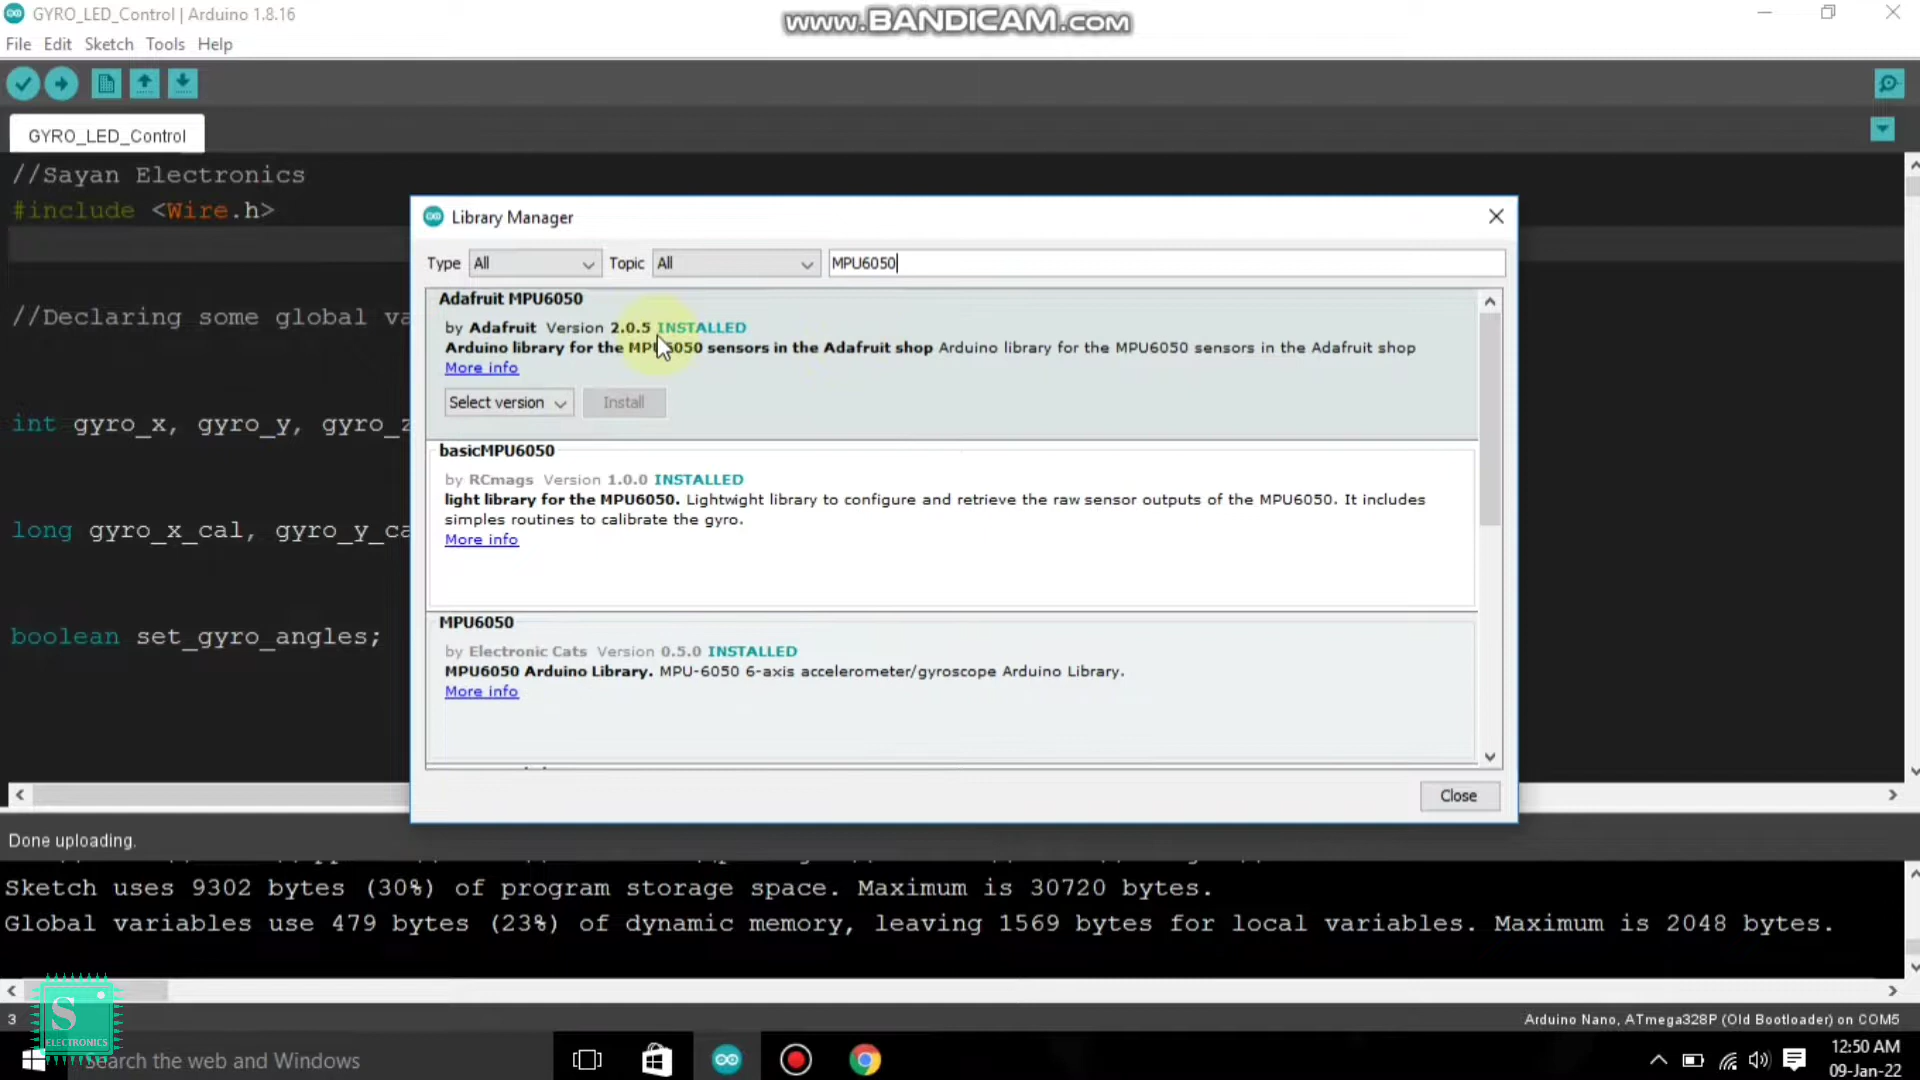 GYRO_LED_Control | Arduino 1.8.16
www.BANDICAM.com
File Edit Sketch Tools Help
GYRO_LED_Control
//Sayan Electronics
#include <Wire.h>
//Declaring some global va
int gyro_x, gyro_y, gyro_z
long gyro_x_cal, gyro_y_ca
boolean set_gyro_angles;
Library Manager
Type All Topic All MPU6050
Adafruit MPU6050
by Adafruit Version 2.0.5 INSTALLED
Arduino library for the MPU6050 sensors in the Adafruit shop Arduino library for the MPU6050 sensors in the Adafruit shop
More info
Select version Install
basicMPU6050
by RCmags Version 1.0.0 INSTALLED
light library for the MPU6050. Lightwight library to configure and retrieve the raw sensor outputs of the MPU6050. It includes
simples routines to calibrate the gyro.
More info
MPU6050
by Electronic Cats Version 0.5.0 INSTALLED
MPU6050 Arduino Library. MPU-6050 6-axis accelerometer/gyroscope Arduino Library.
More info
Close
Done uploading.
Sketch uses 9302 bytes (30%) of program storage space. Maximum is 30720 bytes.
Global variables use 479 bytes (23%) of dynamic memory, leaving 1569 bytes for local variables. Maximum is 2048 bytes.
3
Arduino Nano, ATmega328P (Old Bootloader) on COM5
S
ELECTRONICS
Search the web and Windows
12:50 AM
09-Jan-22